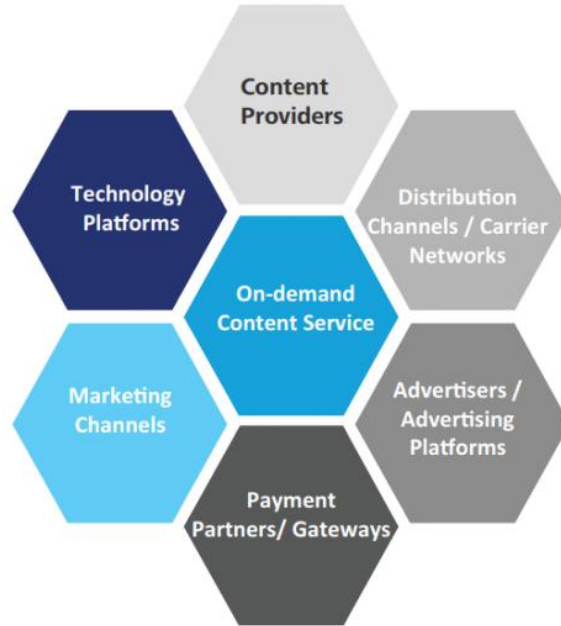 Content
Providers
Technology
Platforms
Distribution
Channels / Carrier
Networks
On-demand
Content Service
Marketing
Channels
Advertisers /
Advertising
Platforms
Payment
Partners/ Gateways